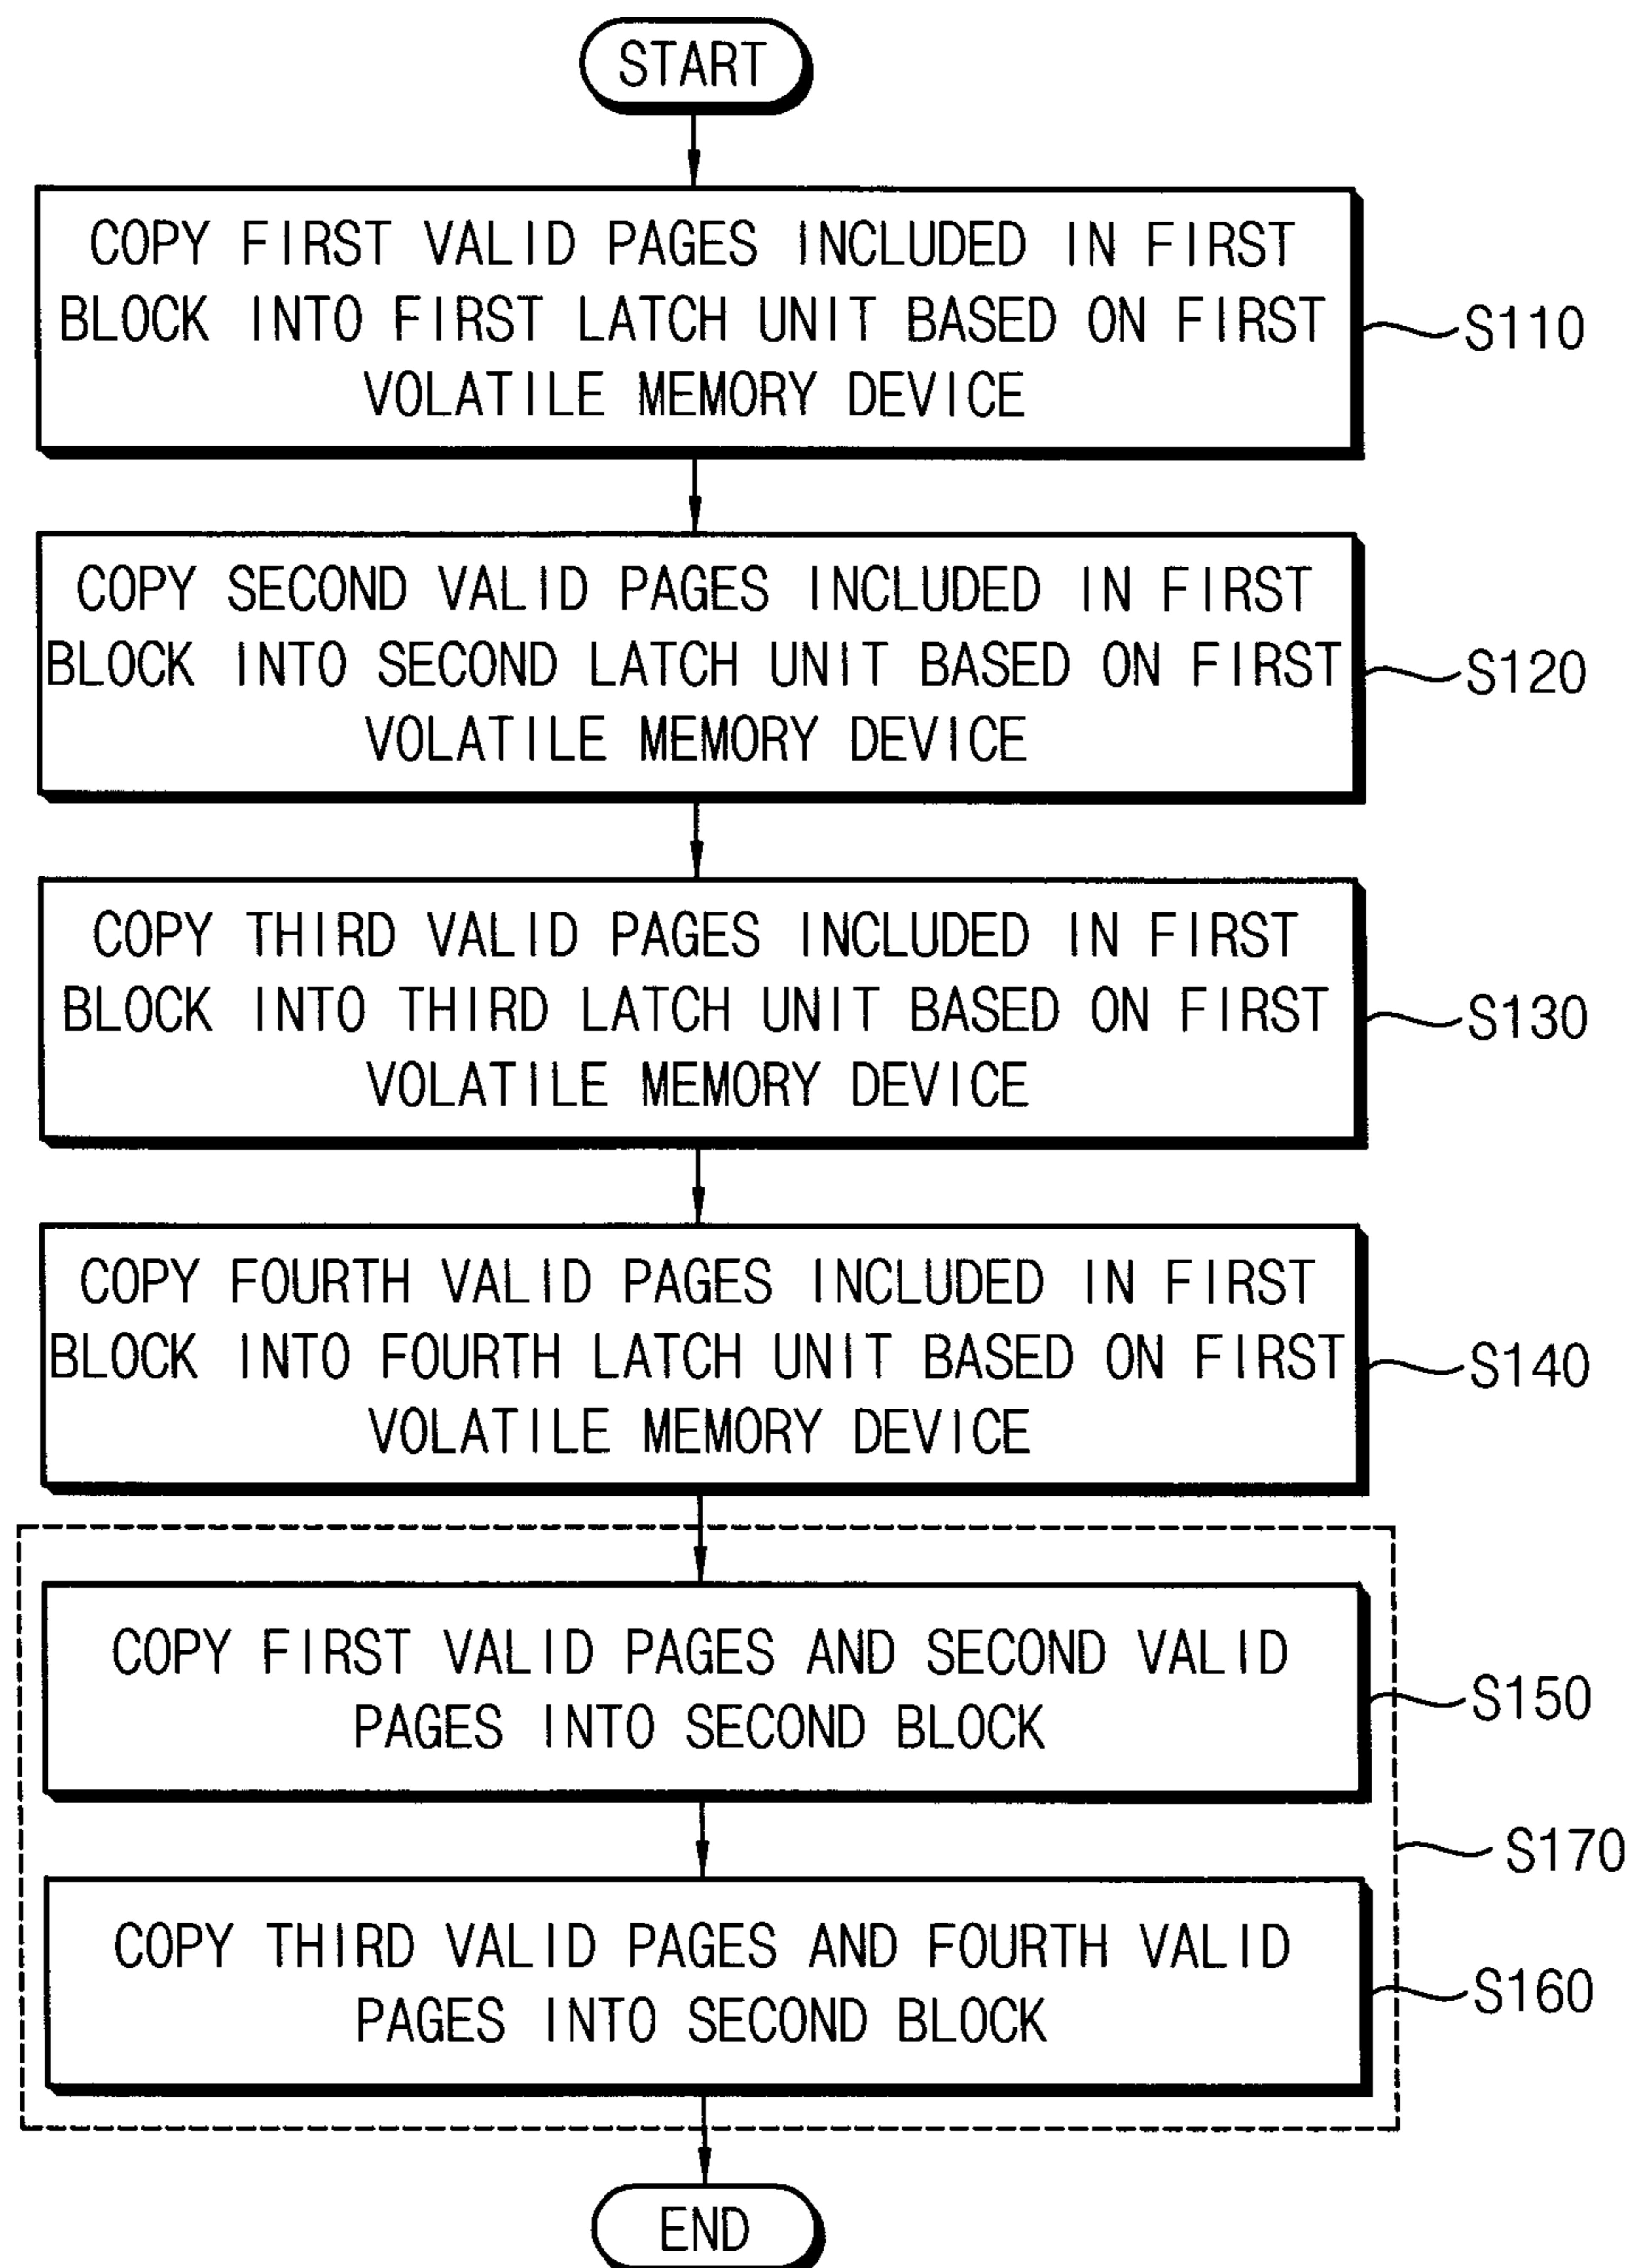 START
COPY FIRST VALID PAGES INCLUDED IN FIRST
BLOCK INTO FIRST LATCH UNIT BASED ON FIRST
VOLATILE MEMORY DEVICE
S110
COPY SECOND VALID PAGES INCLUDED IN FIRST
BLOCK INTO SECOND LATCH UNIT BASED ON FIRST
VOLATILE MEMORY DEVICE
S120
COPY THIRD VALID PAGES INCLUDED IN FIRST
BLOCK INTO THIRD LATCH UNIT BASED ON FIRST
VOLATILE MEMORY DEVICE
S130
COPY FOURTH VALID PAGES INCLUDED IN FIRST
BLOCK INTO FOURTH LATCH UNIT BASED ON FIRST
VOLATILE MEMORY DEVICE
S140
COPY FIRST VALID PAGES AND SECOND VALID
PAGES INTO SECOND BLOCK
S150
S170
COPY THIRD VALID PAGES AND FOURTH VALID
PAGES INTO SECOND BLOCK
S160
END